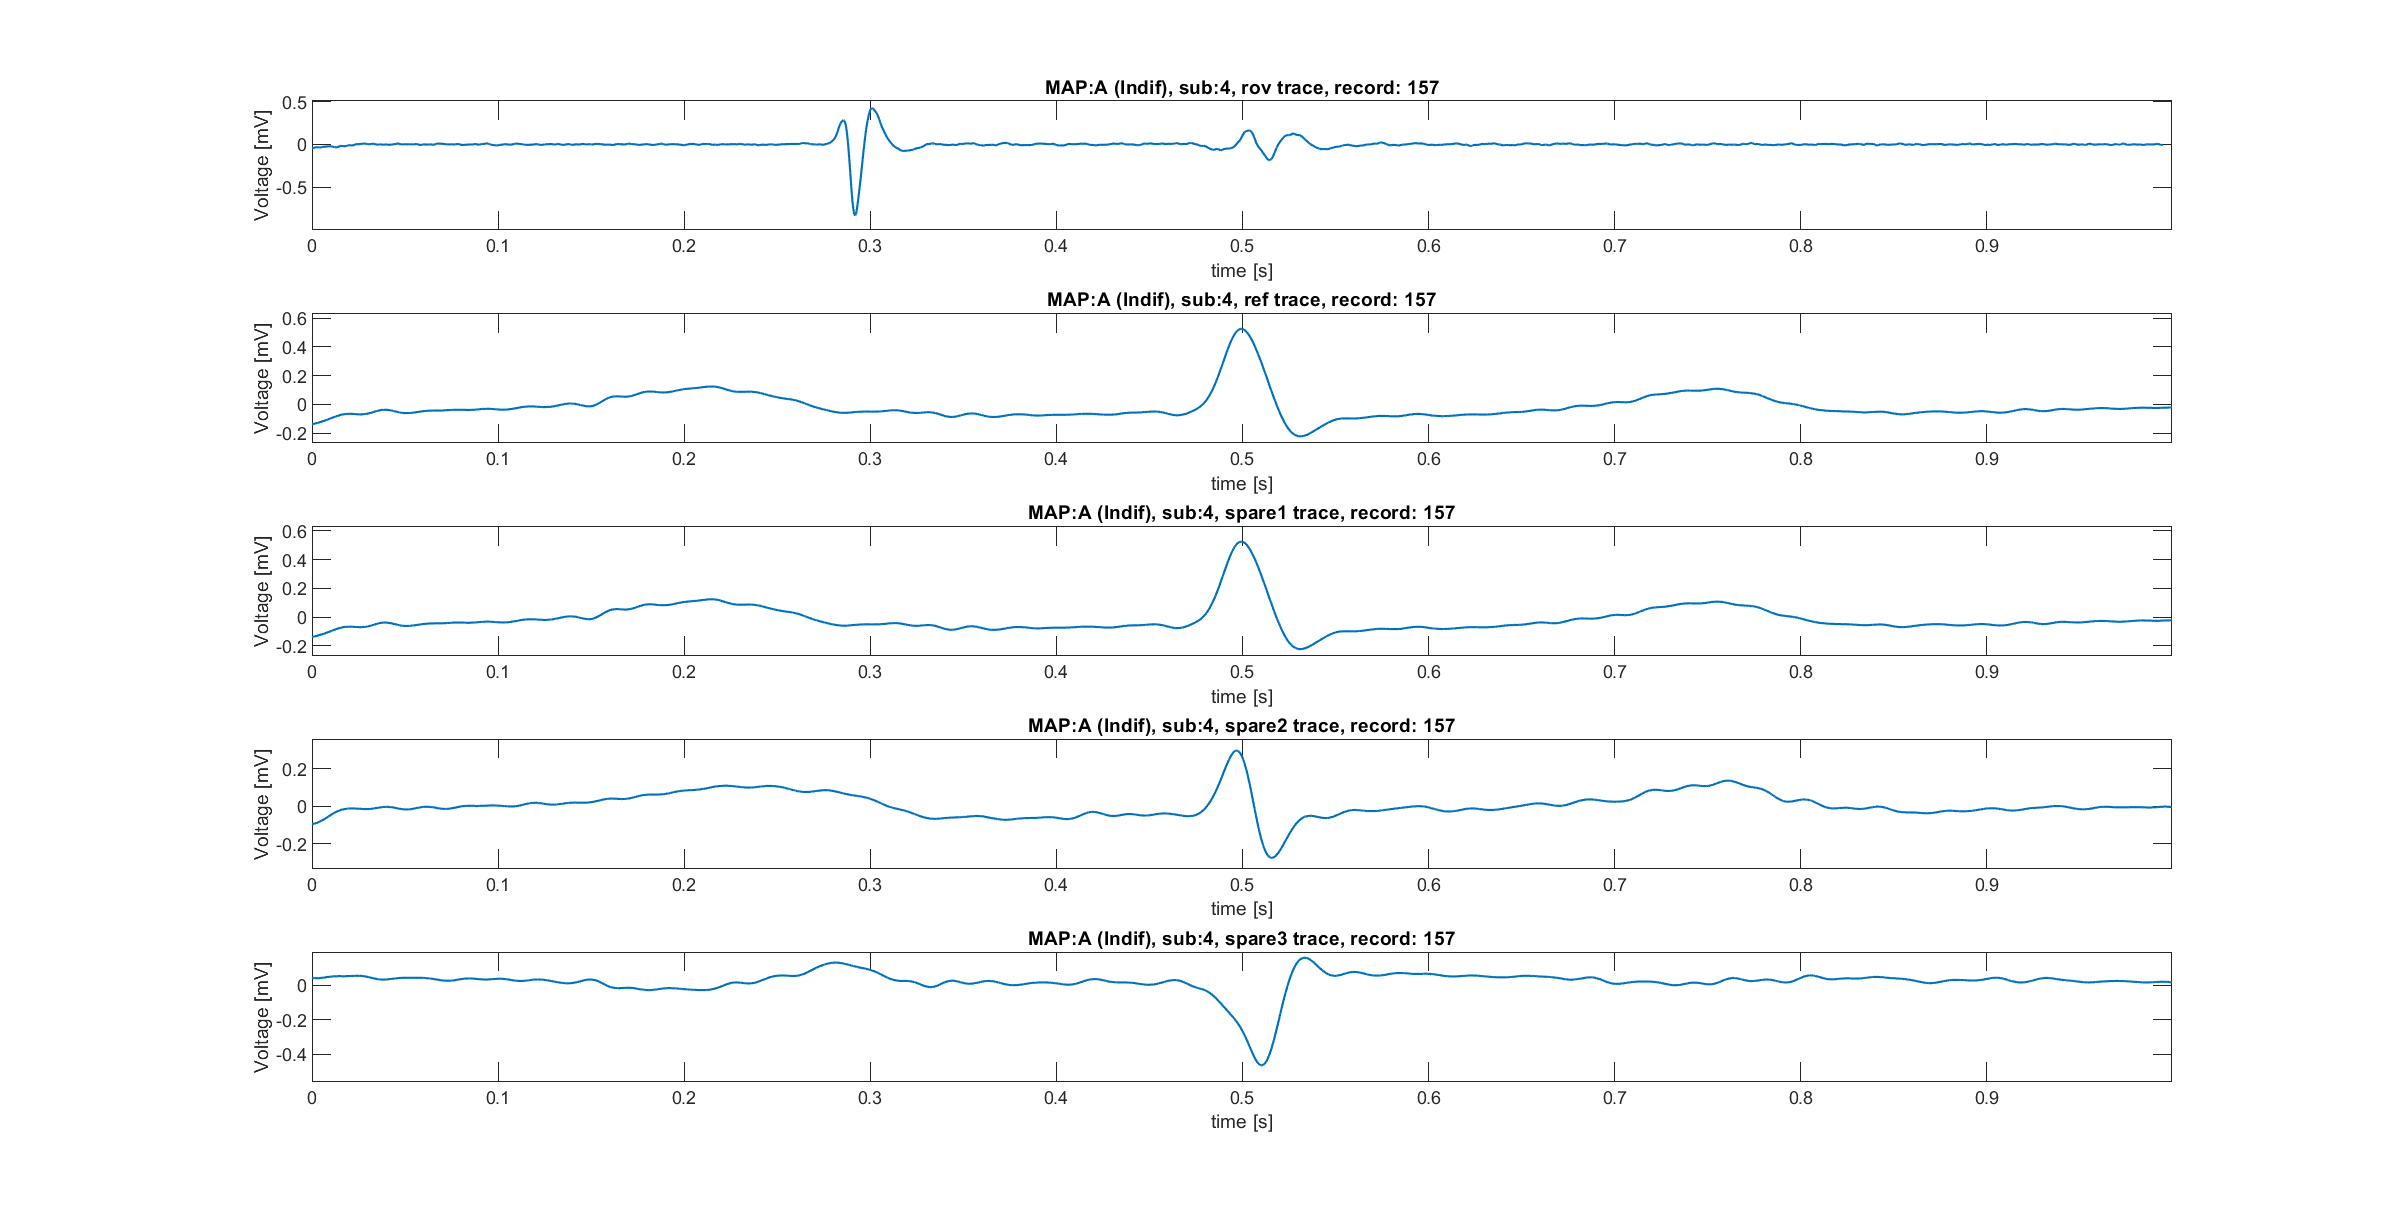 MAP:A (Indif), sub:4, rov trace, record: 157
Voltage [mV]
0.5
0
-0.5
0 0.1 0.2 0.3 0.4 0.5 0.6 0.7 0.8 0.9
time [s]
MAP:A (Indif), sub:4, ref trace, record: 157
Voltage [mV]
0.6
0.4
0.2
0
-0.2
0 0.1 0.2 0.3 0.4 0.5 0.6 0.7 0.8 0.9
time [s]
MAP:A (Indif), sub:4, spare1 trace, record: 157
Voltage [mV]
0.6
0.4
0.2
0
-0.2
0 0.1 0.2 0.3 0.4 0.5 0.6 0.7 0.8 0.9
time [s]
MAP:A (Indif), sub:4, spare2 trace, record: 157
Voltage [mV]
0.2
0
-0.2
0 0.1 0.2 0.3 0.4 0.5 0.6 0.7 0.8 0.9
time [s]
MAP:A (Indif), sub:4, spare3 trace, record: 157
Voltage [mV]
0
-0.2
-0.4
0 0.1 0.2 0.3 0.4 0.5 0.6 0.7 0.8 0.9
time [s]